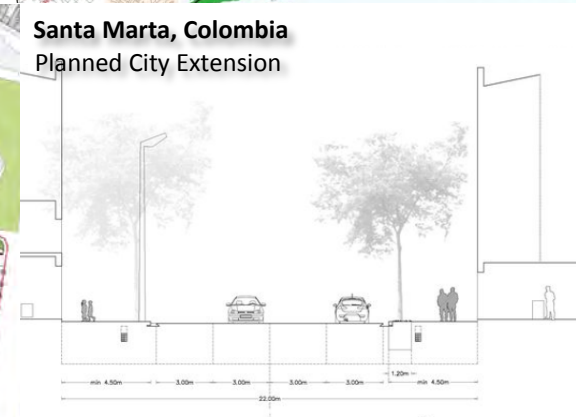 Santa Marta, Colombia
Planned City Extension
1.20m
min 4.50m 3.00m 3.00m 3.00m 3.00m min 4.50m
22.00m